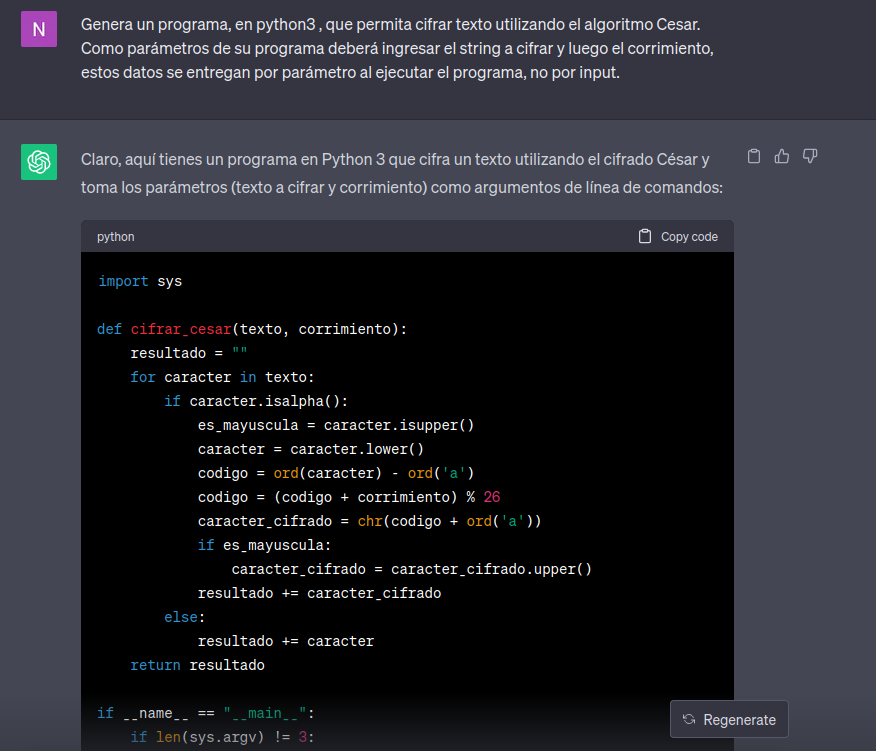 N
Genera un programa, en python3 , que permita cifrar texto utilizando el algoritmo Cesar.
Como parámetros de su programa deberá ingresar el string a cifrar y luego el corrimiento,
estos datos se entregan por parámetro al ejecutar el programa, no por input.
Claro, aquí tienes un programa en Python 3 que cifra un texto utilizando el cifrado César y
toma los parámetros (texto a cifrar y corrimiento) como argumentos de línea de comandos:
python Copy code
import sys
def cifrar_cesar(texto, corrimiento):
    resultado = ""
    for caracter in texto:
        if caracter.isalpha():
            es_mayuscula = caracter.isupper()
            caracter = caracter.lower()
            codigo = ord(caracter) - ord('a')
            codigo = (codigo + corrimiento) % 26
            caracter_cifrado = chr(codigo + ord('a'))
            if es_mayuscula:
                caracter_cifrado = caracter_cifrado.upper()
            resultado += caracter_cifrado
        else:
            resultado += caracter
    return resultado
if __name__ == "__main__":
    if len(sys.argv) != 3:
Regenerate